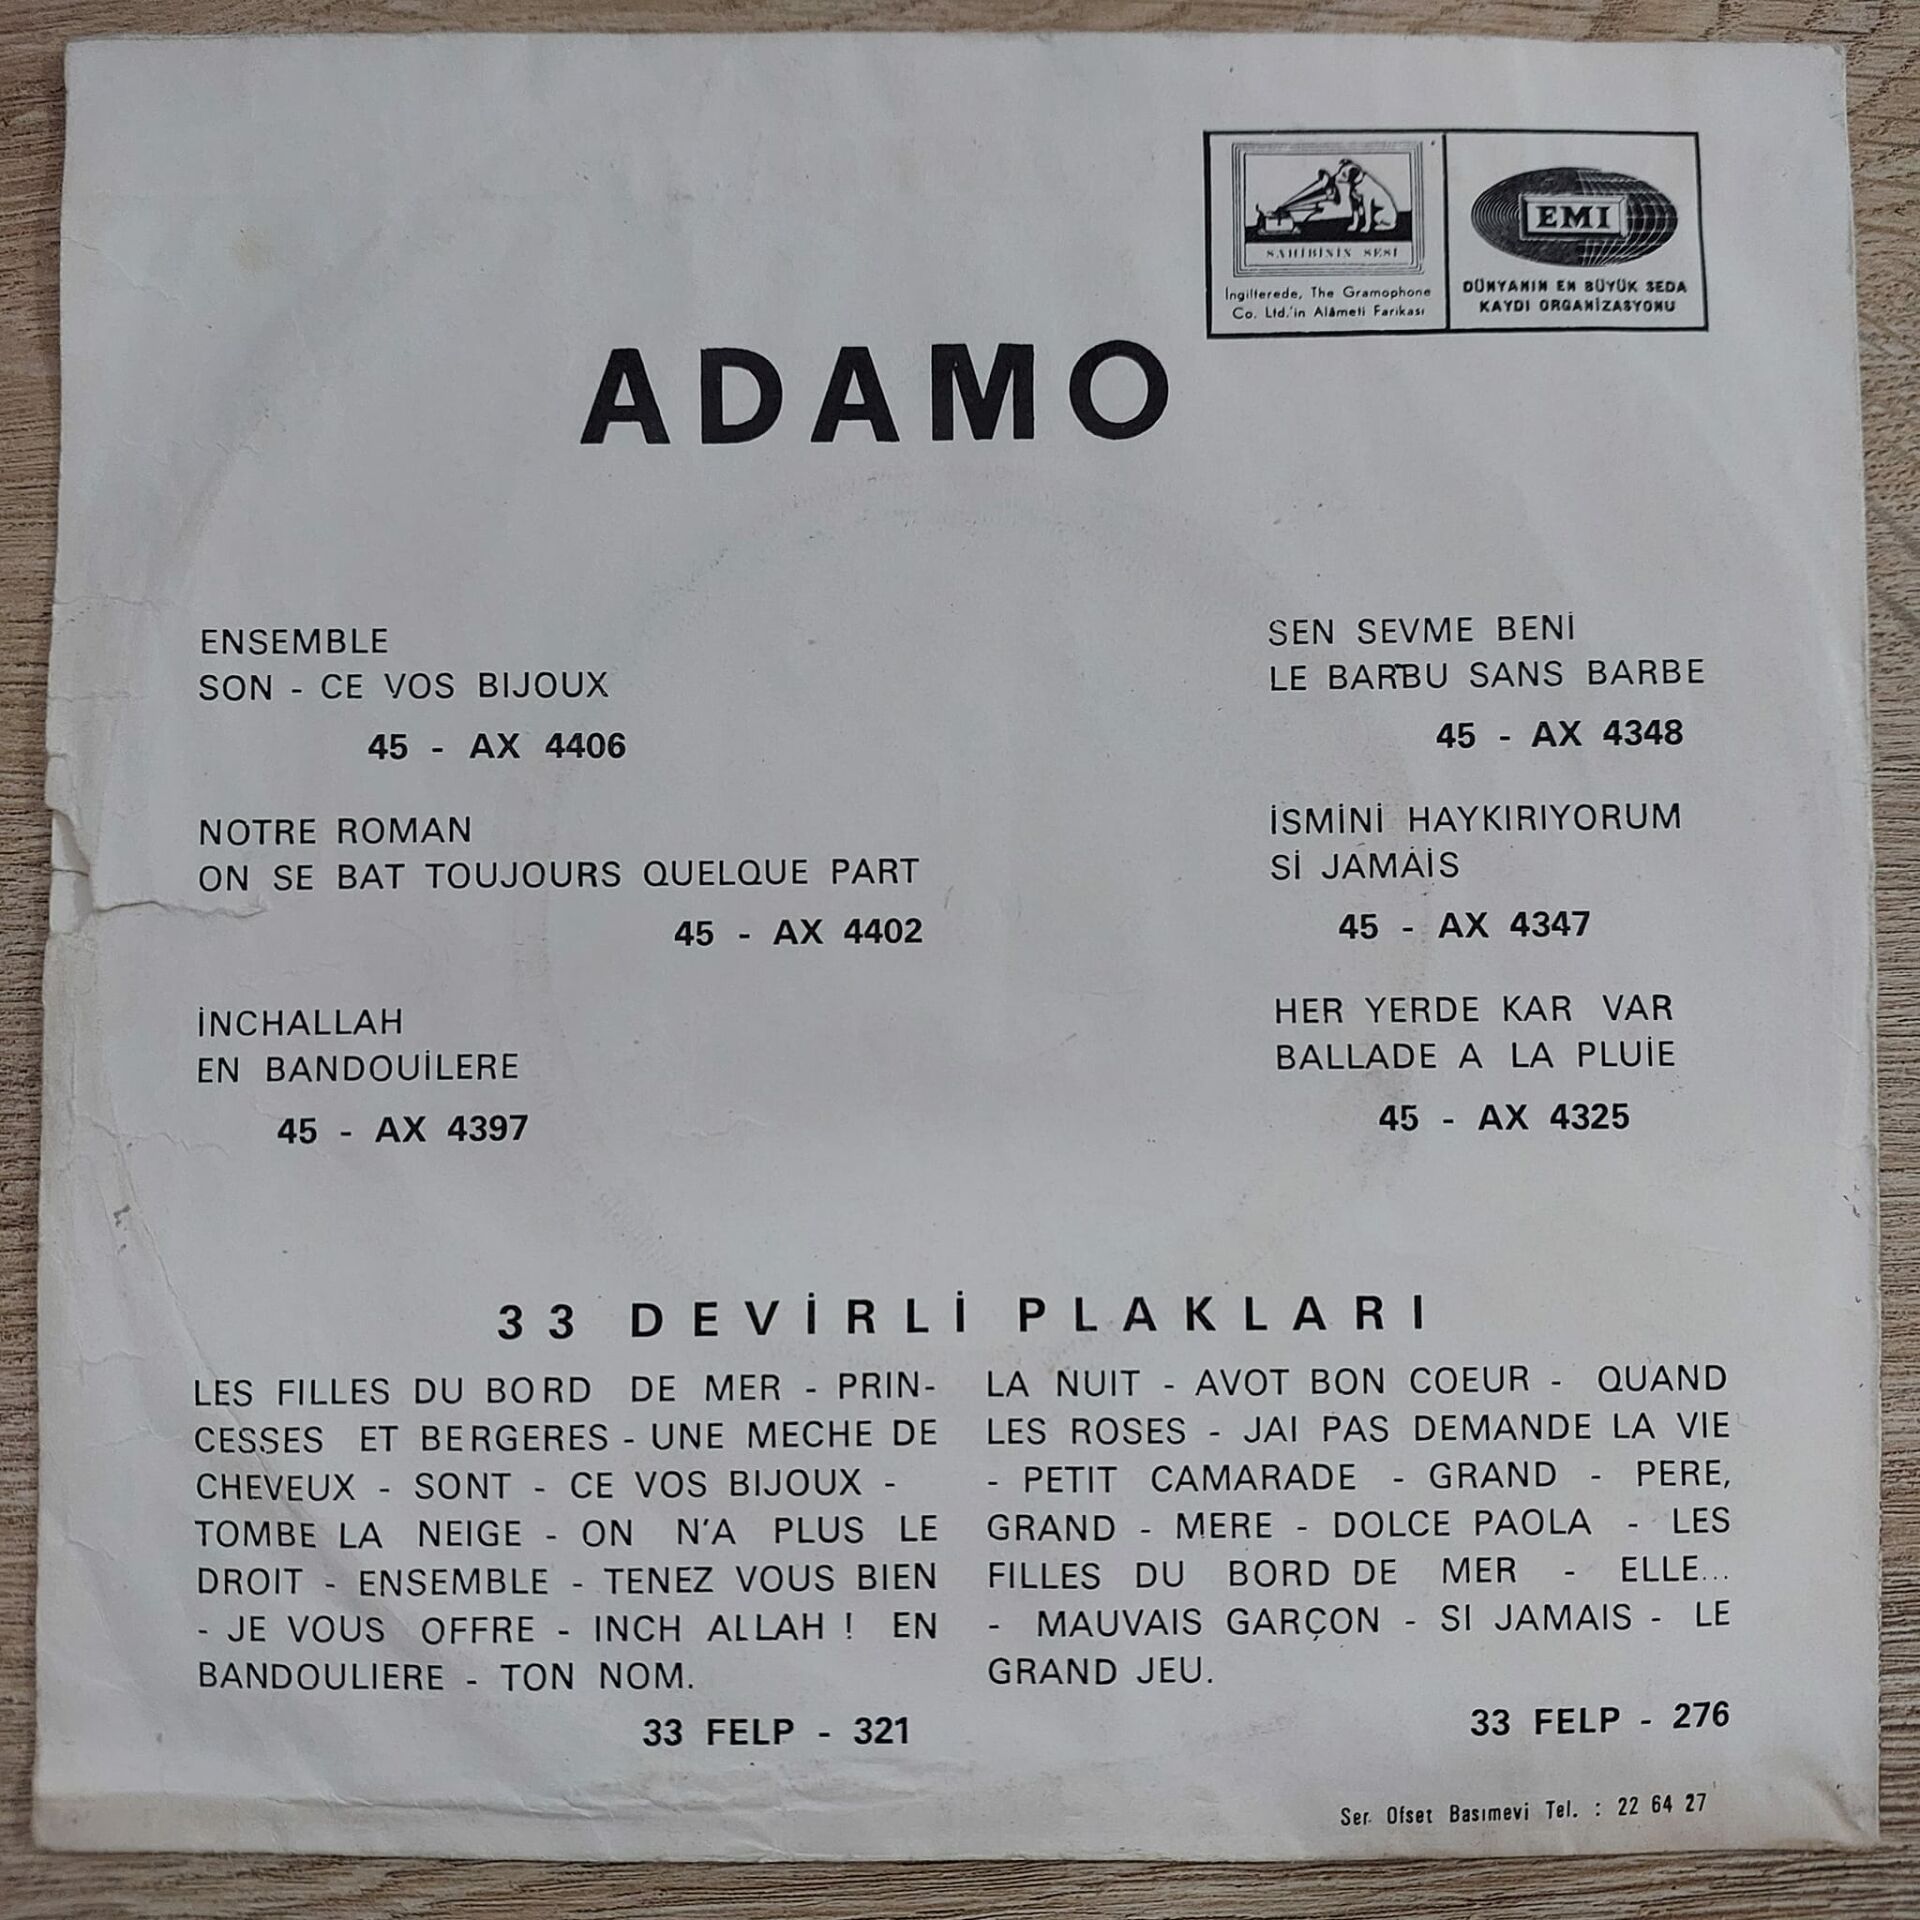 SAHİBİNİN SESİ
İngilterede, The Gramophone
Co. Ltd.'in Alâmeti Farikası
EMI
DÜNYANIN EN BÜYÜK SEDA
KAYDI ORGANİZASYONU
ADAMO
ENSEMBLE
SON - CE VOS BIJOUX
45 - AX 4406
NOTRE ROMAN
ON SE BAT TOUJOURS QUELQUE PART
45 - AX 4402
İNCHALLAH
EN BANDOUİLERE
45 - AX 4397
SEN SEVME BENİ
LE BARBU SANS BARBE
45 - AX 4348
İSMİNİ HAYKIRIYORUM
Sİ JAMAİS
45 - AX 4347
HER YERDE KAR VAR
BALLADE A LA PLUİE
45 - AX 4325
33 DEVİRLİ PLAKLARI
LES FILLES DU BORD DE MER - PRIN-
CESSES ET BERGERES - UNE MECHE DE
CHEVEUX - SONT - CE VOS BIJOUX -
TOMBE LA NEIGE - ON N'A PLUS LE
DROIT - ENSEMBLE - TENEZ VOUS BIEN
- JE VOUS OFFRE - INCH ALLAH ! EN
BANDOULIERE - TON NOM.
33 FELP - 321
LA NUIT - AVOT BON COEUR - QUAND
LES ROSES - JAI PAS DEMANDE LA VIE
- PETIT CAMARADE - GRAND - PERE,
GRAND - MERE - DOLCE PAOLA - LES
FILLES DU BORD DE MER - ELLE...
- MAUVAIS GARÇON - SI JAMAIS - LE
GRAND JEU.
33 FELP - 276
Ser Ofset Basımevi Tel. : 22 64 27